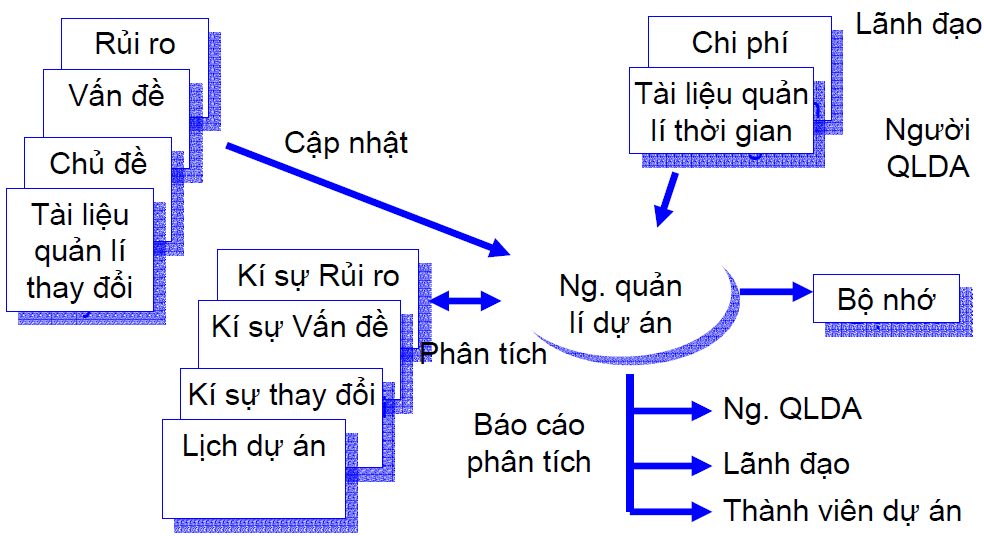 Rủi ro
Vấn đề
Chủ đề
Tài liệu
quản lí
thay đổi
Cập nhật
Chi phí
Tài liệu quản
lí thời gian
Lãnh đạo
Người
QLDA
Kí sự Rủi ro
Kí sự Vấn đề
Kí sự thay đổi
Lịch dự án
Phân tích
Ng. quản
lí dự án
Bộ nhớ
Báo cáo
phân tích
Ng. QLDA
Lãnh đạo
Thành viên dự án